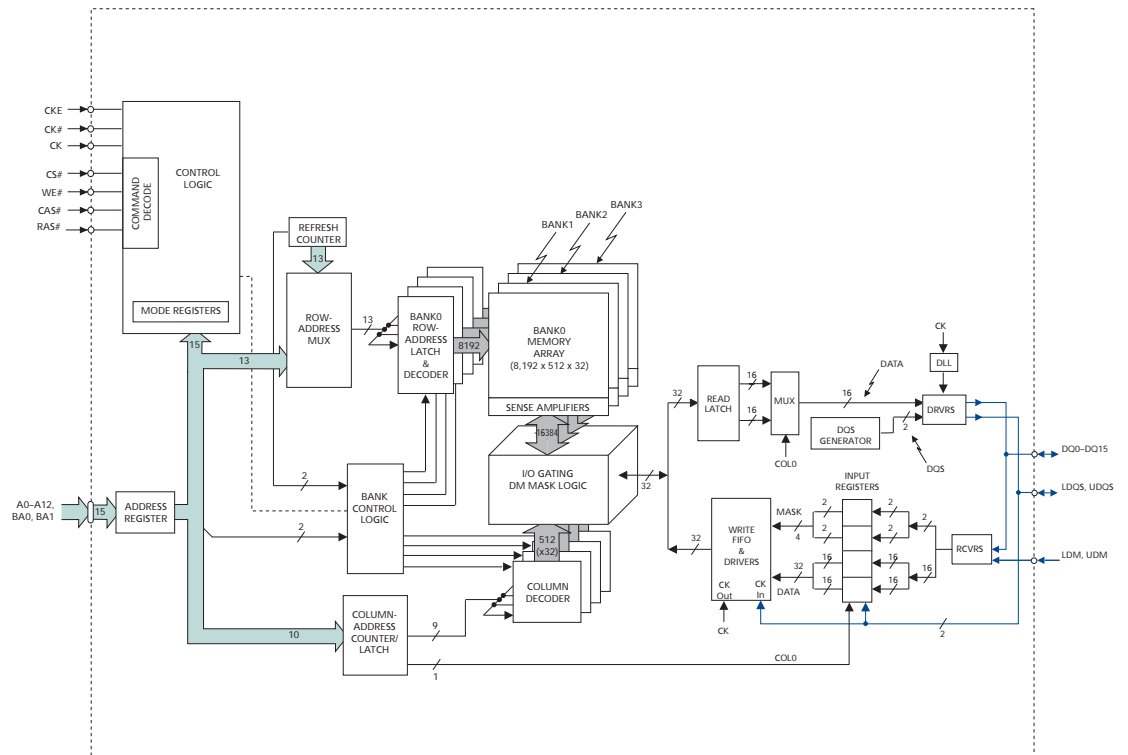 CKE
CK#
CK
CS#
WE#
CAS#
RAS#
COMMAND
DECODE
CONTROL
LOGIC
MODE REGISTERS
15
REFRESH
COUNTER
13
ROW-
ADDRESS
MUX
13
13
BANK0
ROW-
ADDRESS
LATCH
&
DECODER
8192
BANK1
BANK2
BANK3
BANK0
MEMORY
ARRAY
(8,192 x 512 x 32)
SENSE AMPLIFIERS
16384
I/O GATING
DM MASK LOGIC
32
A0–A12,
BA0, BA1
15
ADDRESS
REGISTER
2
2
BANK
CONTROL
LOGIC
512
(x32)
COLUMN
DECODER
10
COLUMN-
ADDRESS
COUNTER/
LATCH
9
1
COL0
32
READ
LATCH
16
16
MUX
COL0
16
DATA
DQS
GENERATOR
2
DQS
CK
DLL
DRVRS
DQ0–DQ15
LDQS, UDQS
LDM, UDM
INPUT
REGISTERS
32
WRITE
FIFO
&
DRIVERS
CK
Out
CK
In
CK
MASK
4
32
DATA
2
2
16
16
2
2
16
16
2
16
RCVRS
2